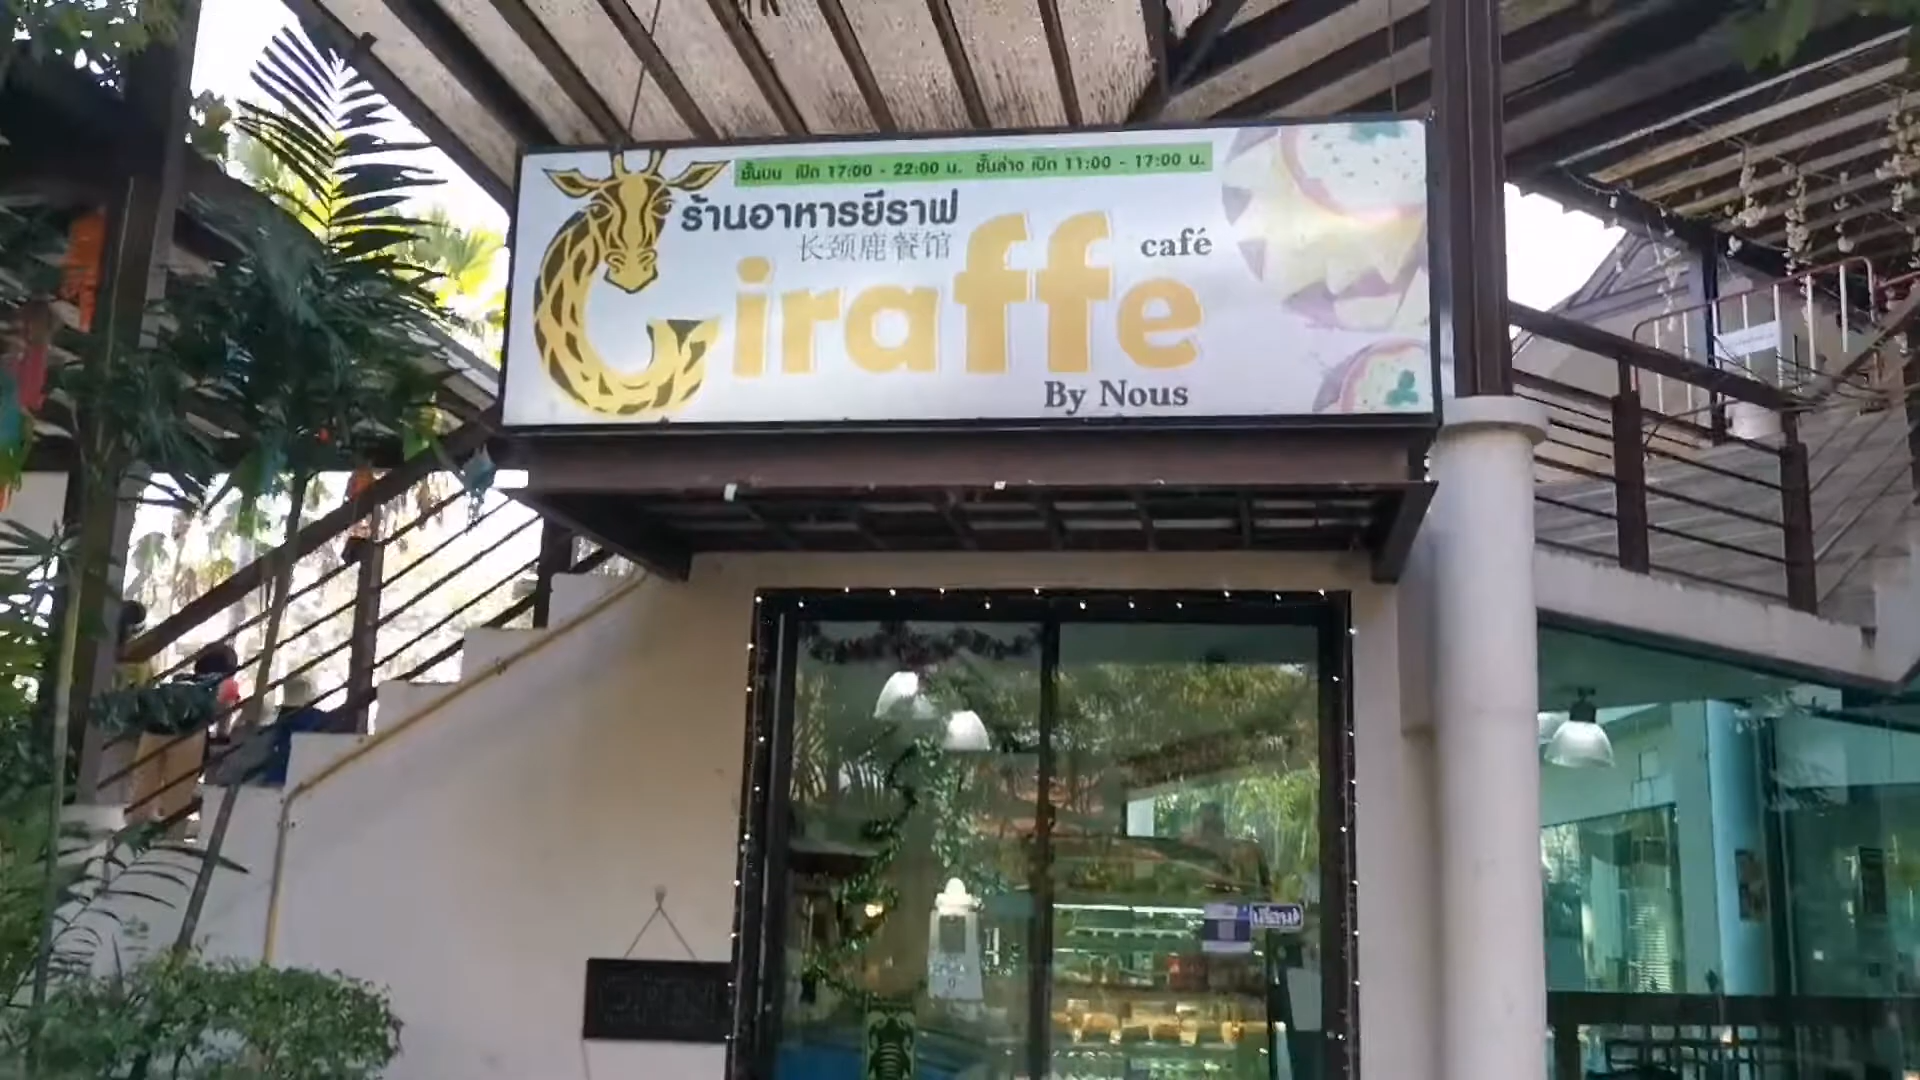 ชั้นบน เปิด 17:00 - 22:00 น. ชั้นล่าง เปิด 11:00 - 17:00 น.
ร้านอาหารยีราฟ
长颈鹿餐馆
café
Giraffe
By Nous
OPEN